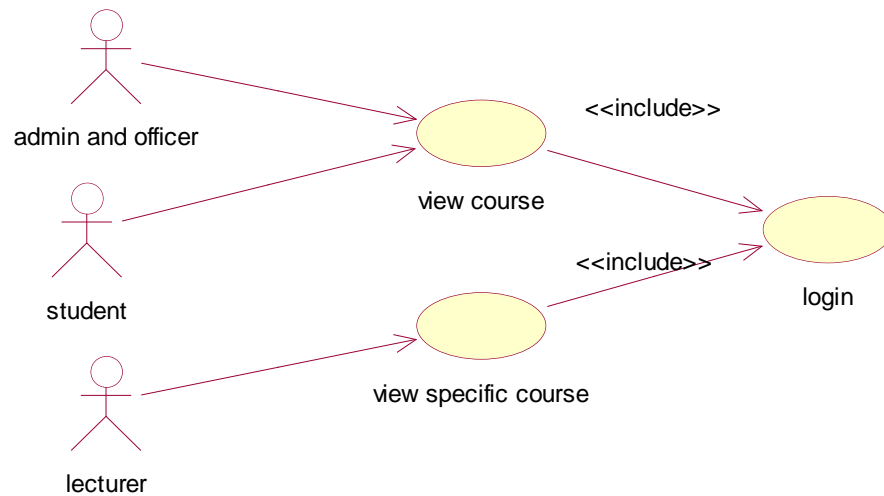 admin and officer
<<include>>
view course
student
<<include>>
login
view specific course
lecturer